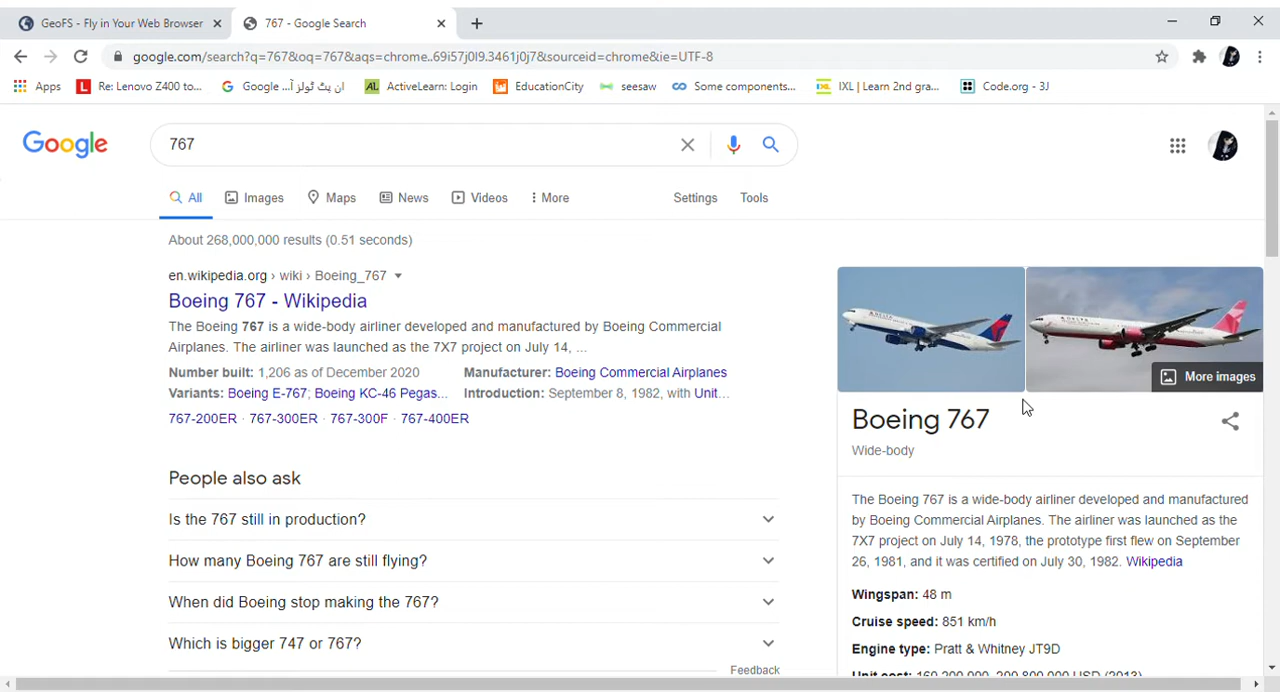 GeoFS - Fly in Your Web Browser
767 - Google Search
google.com/search?q=767&oq=767&aqs=chrome..69i57j0l9.3461j0j7&sourceid=chrome&ie=UTF-8
Apps
Re: Lenovo Z400 to...
Google ...ان پٹ ٹولز آ
ActiveLearn: Login
EducationCity
seesaw
Some components...
IXL | Learn 2nd gra...
Code.org - 3J
Google
767
All
Images
Maps
News
Videos
More
Settings
Tools
About 268,000,000 results (0.51 seconds)
en.wikipedia.org › wiki › Boeing_767
Boeing 767 - Wikipedia
The Boeing 767 is a wide-body airliner developed and manufactured by Boeing Commercial
Airplanes. The airliner was launched as the 7X7 project on July 14, ...
Number built: 1,206 as of December 2020
Manufacturer: Boeing Commercial Airplanes
Variants: Boeing E-767; Boeing KC-46 Pegas...
Introduction: September 8, 1982, with Unit...
767-200ER · 767-300ER · 767-300F · 767-400ER
People also ask
Is the 767 still in production?
How many Boeing 767 are still flying?
When did Boeing stop making the 767?
Which is bigger 747 or 767?
Feedback
More images
Boeing 767
Wide-body
The Boeing 767 is a wide-body airliner developed and manufactured
by Boeing Commercial Airplanes. The airliner was launched as the
7X7 project on July 14, 1978, the prototype first flew on September
26, 1981, and it was certified on July 30, 1982. Wikipedia
Wingspan: 48 m
Cruise speed: 851 km/h
Engine type: Pratt & Whitney JT9D
Unit cost: 160,200,000–200,800,000 USD (2013)